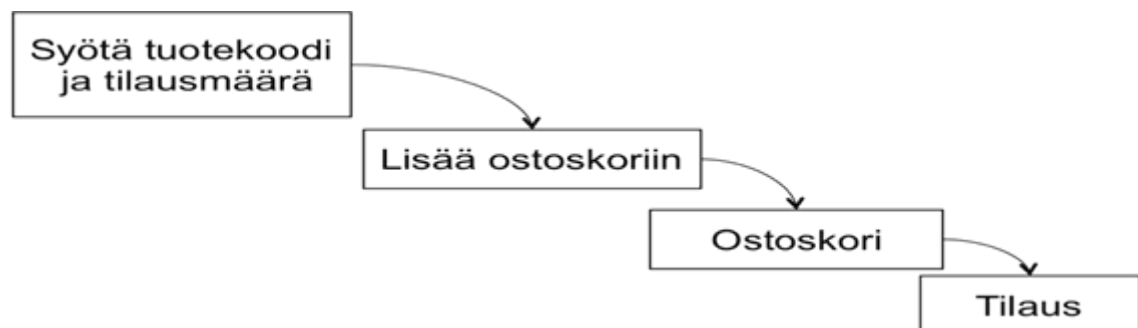 Syötä tuotekoodi
ja tilausmäärä
Lisää ostoskoriin
Ostoskori
Tilaus